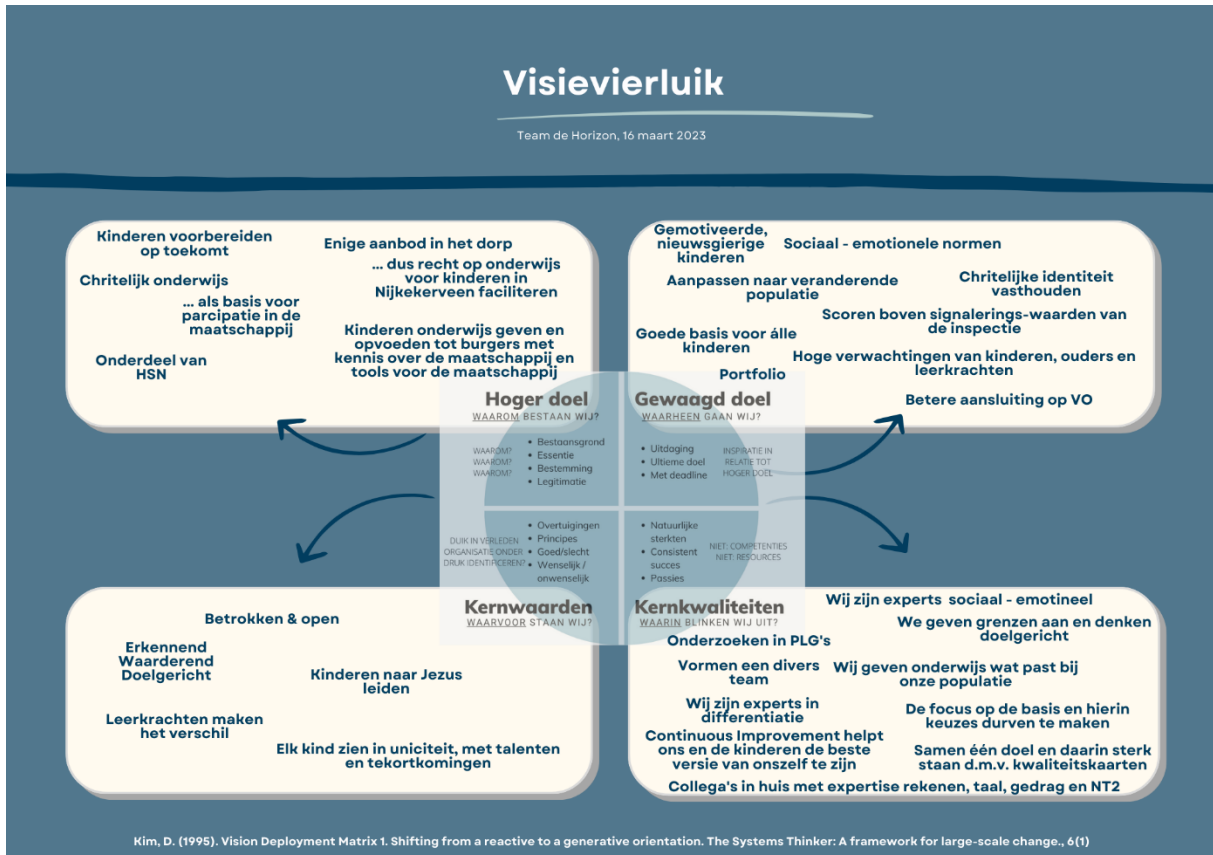 Visievierluik
Team de Horizon, 16 maart 2023
Kinderen voorbereiden
op toekomt
Chritelijk onderwijs
... als basis voor
parcipatie in de
maatschappij
Onderdeel van
HSN
Enige aanbod in het dorp
... dus recht op onderwijs
voor kinderen in
Nijkekerveen faciliteren
Kinderen onderwijs geven en
opvoeden tot burgers met
kennis over de maatschappij en
tools voor de maatschappij
Gemotiveerde,
nieuwsgierige
kinderen
Sociaal - emotionele normen
Aanpassen naar veranderende
populatie
Chritelijke identiteit
vasthouden
Scoren boven signalerings-waarden van
de inspectie
Goede basis voor álle
kinderen
Hoge verwachtingen van kinderen, ouders en
leerkrachten
Portfolio
Betere aansluiting op VO
Hoger doel
WAAROM BESTAAN WIJ?
WAAROM?
WAAROM?
WAAROM?
• Bestaansgrond
• Essentie
• Bestemming
• Legitimatie
Gewaagd doel
WAARHEEN GAAN WIJ?
• Uitdaging
• Ultieme doel
• Met deadline
INSPIRATIE IN
RELATIE TOT
HOGER DOEL
DUIK IN VERLEDEN
ORGANISATIE ONDER
DRUK IDENTIFICEREN?
• Overtuigingen
• Principes
• Goed/slecht
• Wenselijk /
onwenselijk
Kernwaarden
WAARVOOR STAAN WIJ?
• Natuurlijke
sterkten
• Consistent
succes
• Passies
NIET: COMPETENTIES
NIET: RESOURCES
Kernkwaliteiten
WAARIN BLINKEN WIJ UIT?
Betrokken & open
Erkennend
Waarderend
Doelgericht
Kinderen naar Jezus
leiden
Leerkrachten maken
het verschil
Elk kind zien in uniciteit, met talenten
en tekortkomingen
Wij zijn experts sociaal - emotineel
We geven grenzen aan en denken
doelgericht
Onderzoeken in PLG's
Vormen een divers
team
Wij geven onderwijs wat past bij
onze populatie
Wij zijn experts in
differentiatie
De focus op de basis en hierin
keuzes durven te maken
Continuous Improvement helpt
ons en de kinderen de beste
versie van onszelf te zijn
Samen één doel en daarin sterk
staan d.m.v. kwaliteitskaarten
Collega's in huis met expertise rekenen, taal, gedrag en NT2
Kim, D. (1995). Vision Deployment Matrix 1. Shifting from a reactive to a generative orientation. The Systems Thinker: A framework for large-scale change., 6(1)